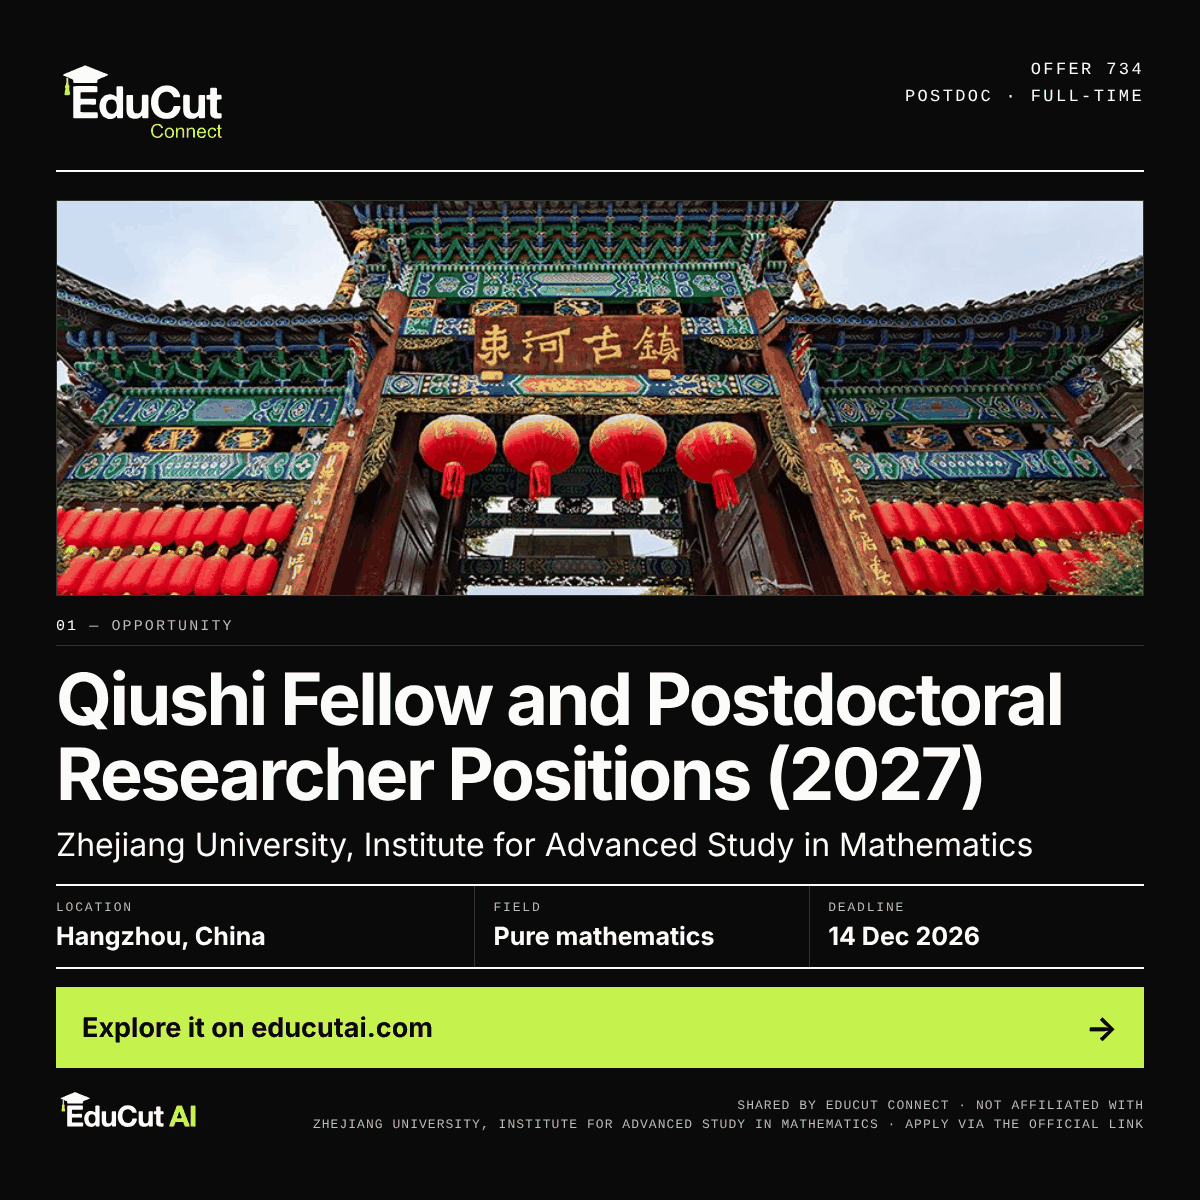 EduCut
Connect
OFFER 734
POSTDOC · FULL-TIME
束河古鎮
01 — OPPORTUNITY
Qiushi Fellow and Postdoctoral
Researcher Positions (2027)
Zhejiang University, Institute for Advanced Study in Mathematics
LOCATION
Hangzhou, China
FIELD
Pure mathematics
DEADLINE
14 Dec 2026
Explore it on educutai.com
EduCut AI
SHARED BY EDUCUT CONNECT · NOT AFFILIATED WITH
ZHEJIANG UNIVERSITY, INSTITUTE FOR ADVANCED STUDY IN MATHEMATICS · APPLY VIA THE OFFICIAL LINK